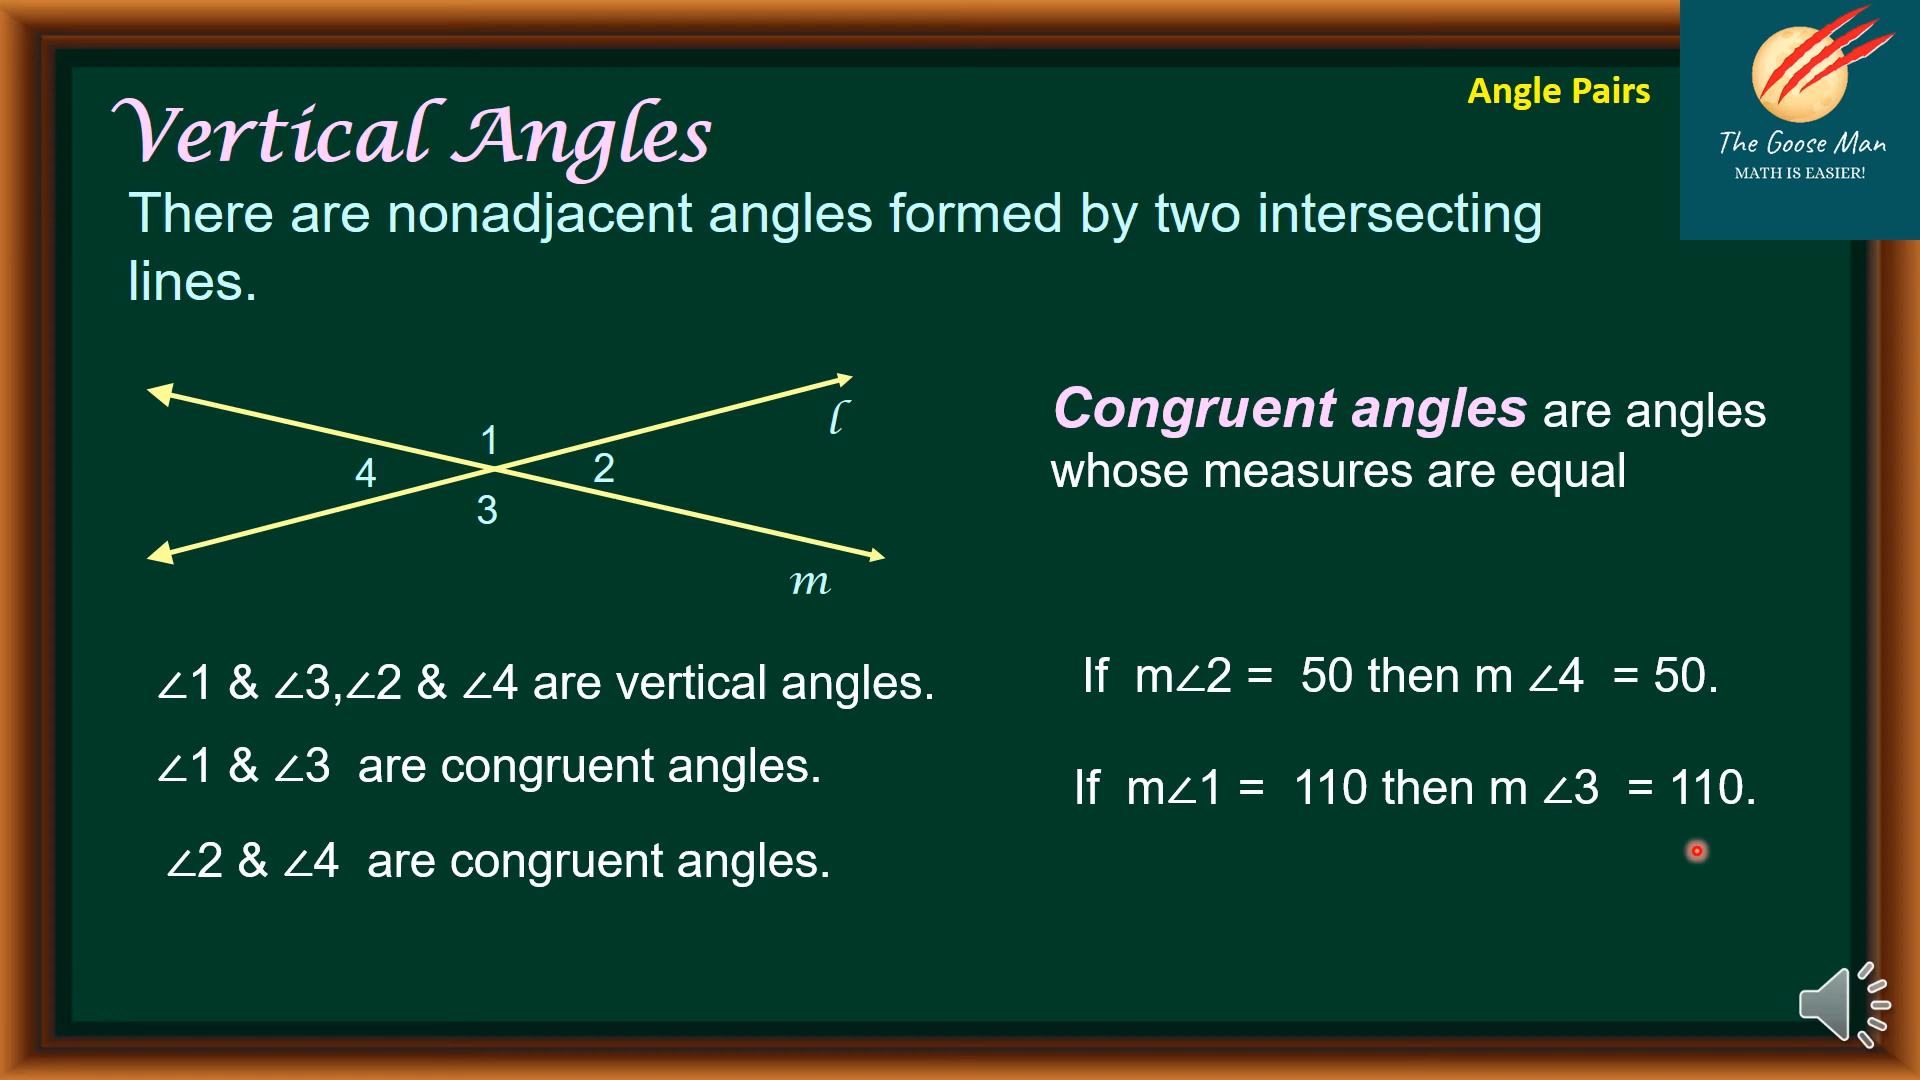 Angle Pairs
The Goose Man
MATH IS EASIER!
Vertical Angles
There are nonadjacent angles formed by two intersecting
lines.
1
2
3
4
l
m
Congruent angles are angles
whose measures are equal
∠1 & ∠3,∠2 & ∠4 are vertical angles.
∠1 & ∠3 are congruent angles.
∠2 & ∠4 are congruent angles.
If m∠2 = 50 then m ∠4 = 50.
If m∠1 = 110 then m ∠3 = 110.